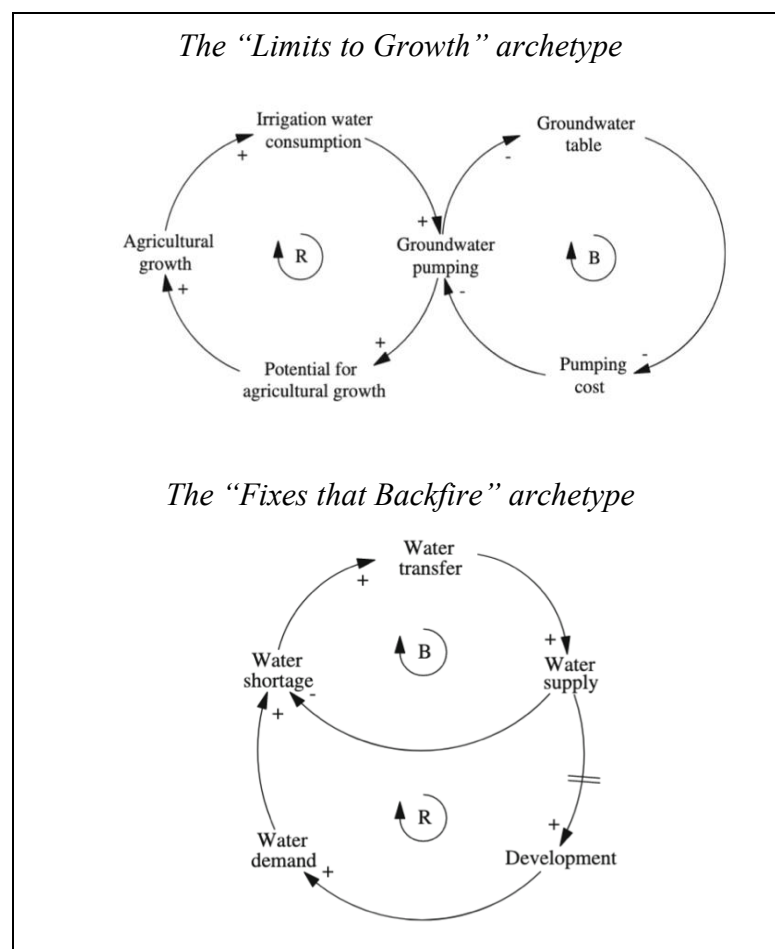 The “Limits to Growth” archetype
Irrigation water
consumption
+
Groundwater
table
-
Agricultural
growth
+
R
+
Groundwater
pumping
-
B
+
Potential for
agricultural growth
-
Pumping
cost
The “Fixes that Backfire” archetype
Water
transfer
+
B
+
Water
shortage
-
+
Water
supply
R
+
Water
demand
+
Development